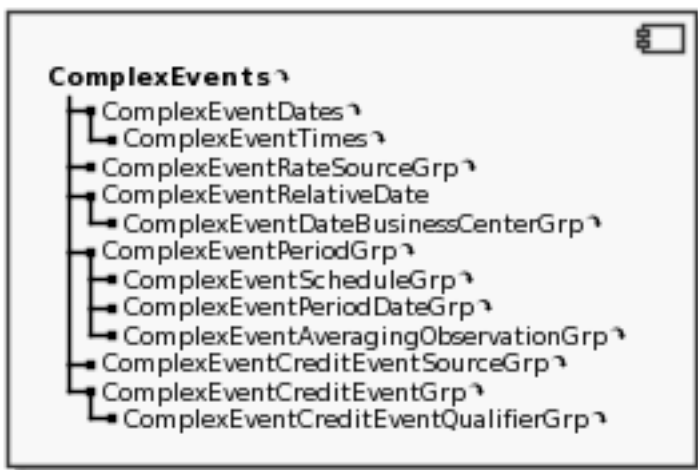 ComplexEvents
ComplexEventDates
ComplexEventTimes
ComplexEventRateSourceGrp
ComplexEventRelativeDate
ComplexEventDateBusinessCenterGrp
ComplexEventPeriodGrp
ComplexEventScheduleGrp
ComplexEventPeriodDateGrp
ComplexEventAveragingObservationGrp
ComplexEventCreditEventSourceGrp
ComplexEventCreditEventGrp
ComplexEventCreditEventQualifierGrp